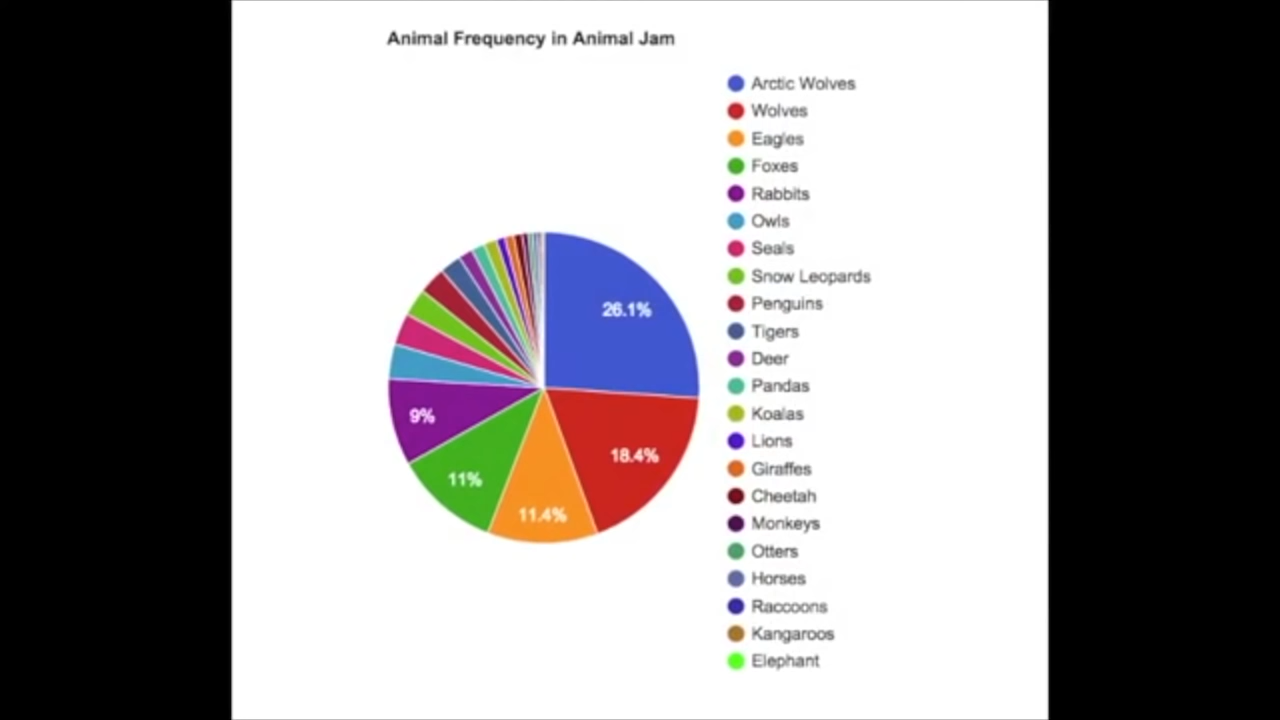 Animal Frequency in Animal Jam
Arctic Wolves
Wolves
Eagles
Foxes
Rabbits
Owls
Seals
Snow Leopards
Penguins
Tigers
Deer
Pandas
Koalas
Lions
Giraffes
Cheetah
Monkeys
Otters
Horses
Raccoons
Kangaroos
Elephant
26.1%
18.4%
11.4%
11%
9%